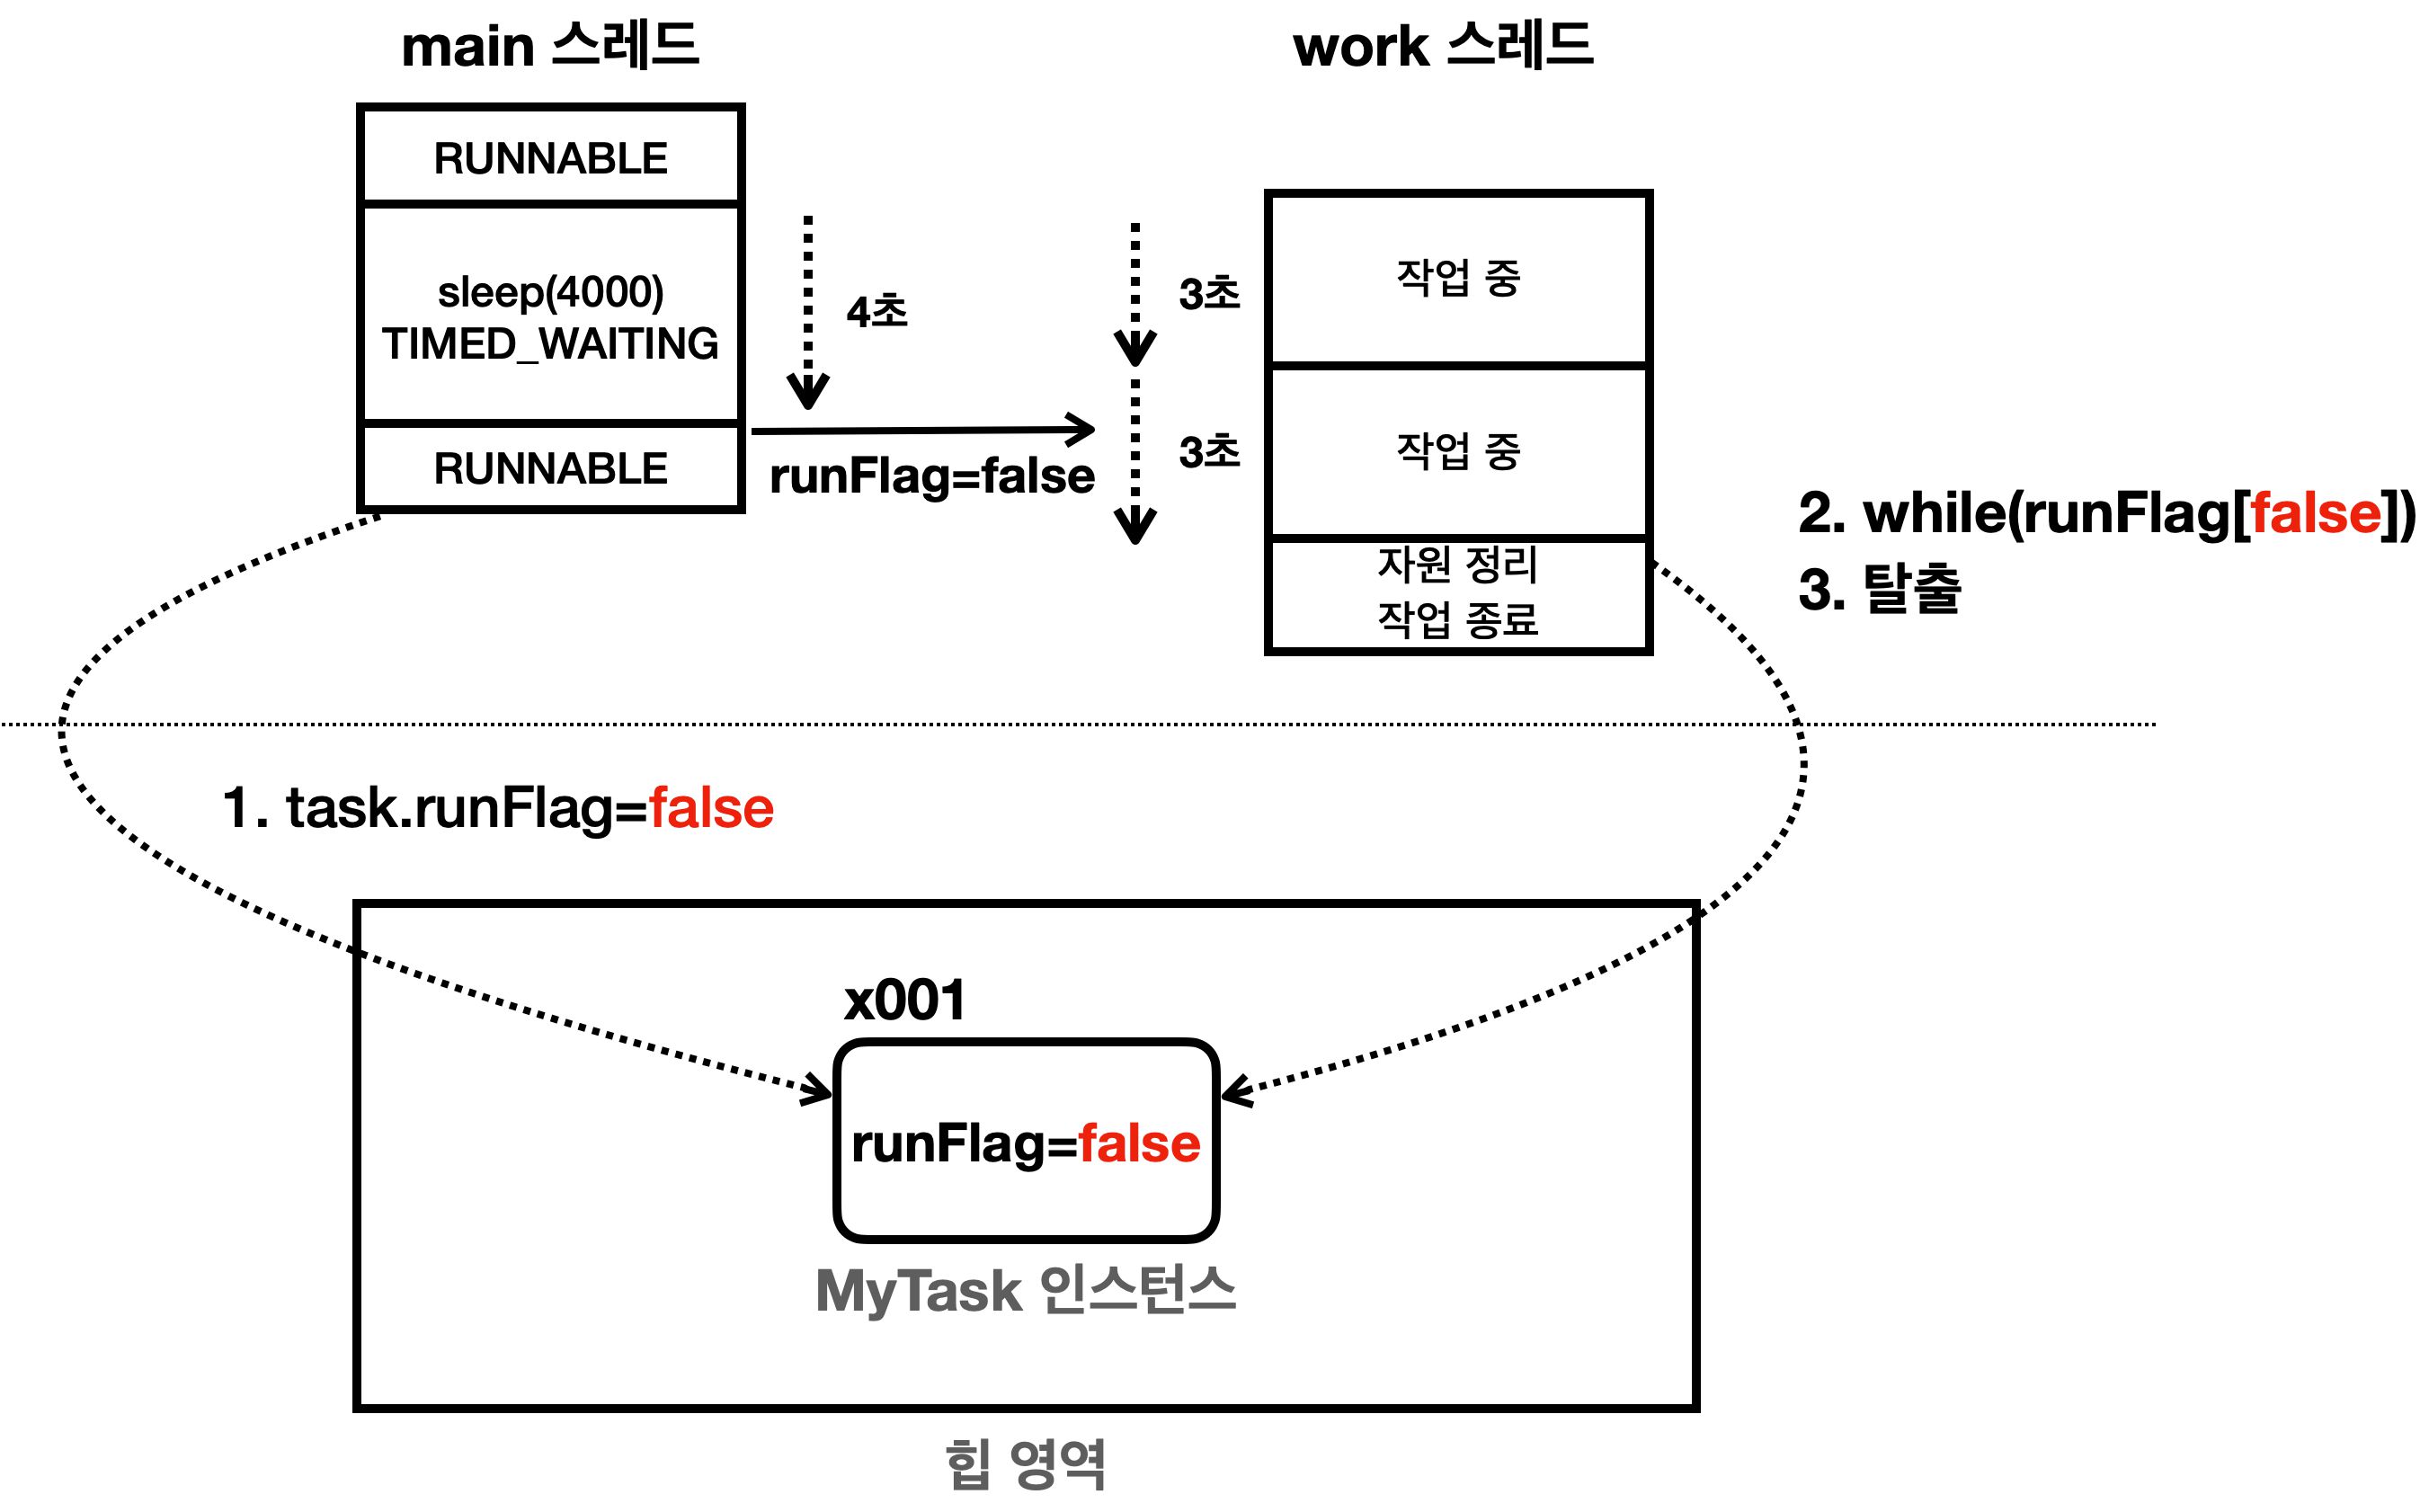 main 스레드
RUNNABLE
sleep(4000)
TIMED_WAITING
RUNNABLE
4초
runFlag=false
work 스레드
3초
작업 중
3초
작업 중
자원 정리
작업 종료
2. while(runFlag[false])
3. 탈출
1. task.runFlag=false
x001
runFlag=false
MyTask 인스턴스
힙 영역